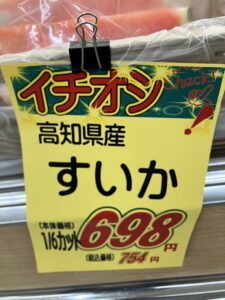 イチオシ
Check it!
高知県産
すいか
(本体価格)
1/6カット 698円
(税込価格) 754円